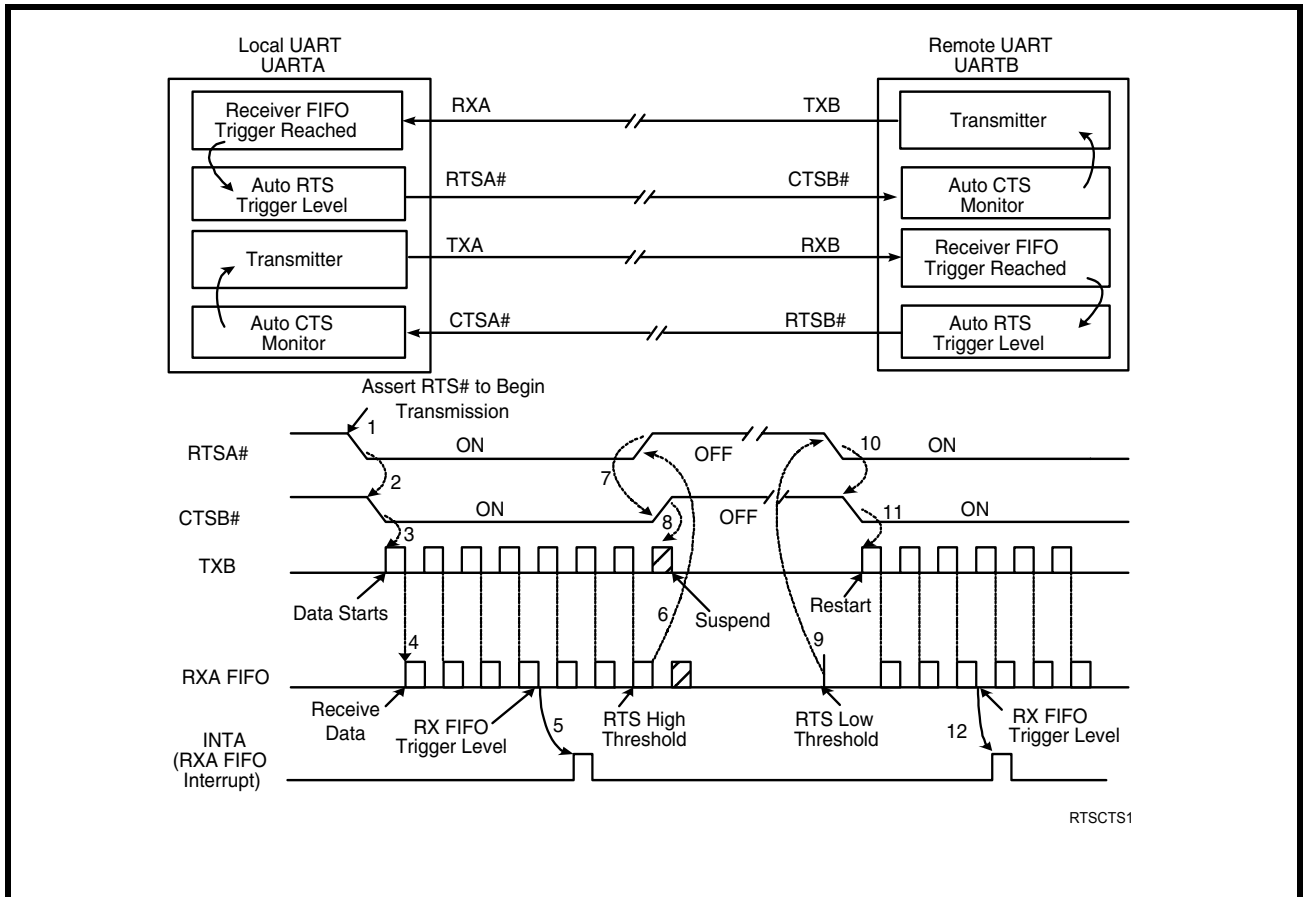 Local UART
UARTA
Remote UART
UARTB
Receiver FIFO
Trigger Reached
RXA
TXB
Transmitter
Auto RTS
Trigger Level
RTSA#
CTSB#
Auto CTS
Monitor
Transmitter
TXA
RXB
Receiver FIFO
Trigger Reached
Auto CTS
Monitor
CTSA#
RTSB#
Auto RTS
Trigger Level
Assert RTS# to Begin
Transmission
RTSA#
1
ON
7
OFF
10
ON
2
CTSB#
ON
8
OFF
11
ON
3
TXB
Data Starts
6
Suspend
Restart
4
9
RXA FIFO
Receive
Data
RX FIFO
Trigger Level
5
RTS High
Threshold
RTS Low
Threshold
12
RX FIFO
Trigger Level
INTA
(RXA FIFO
Interrupt)
RTSCTS1